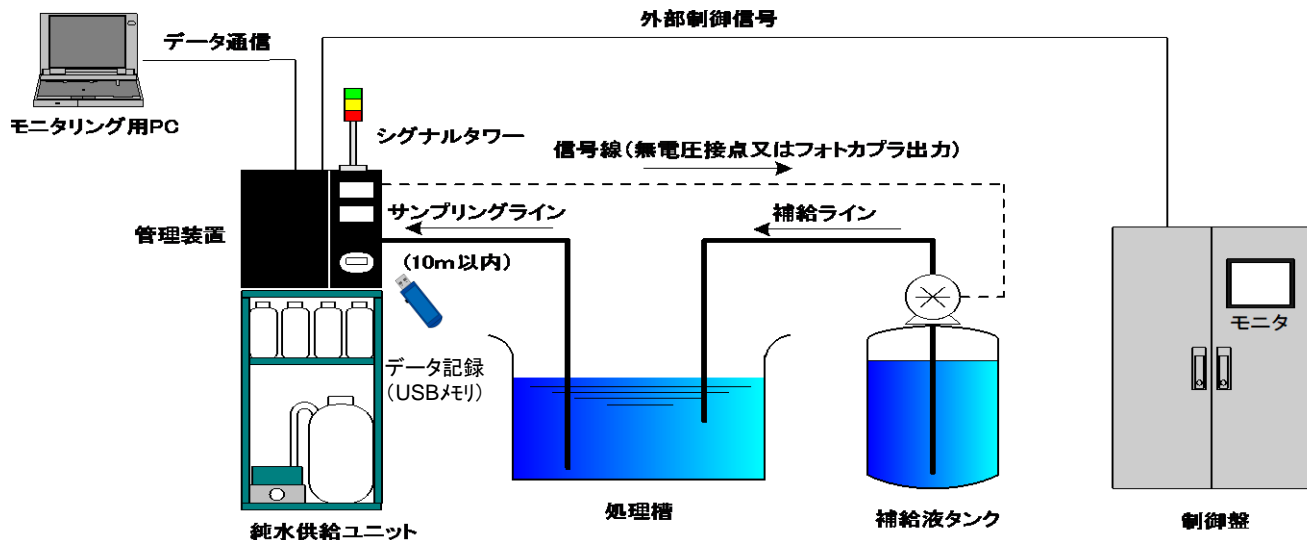 外部制御信号
データ通信
モニタリング用PC
シグナルタワー
信号線(無電圧接点又はフォトカプラ出力)
サンプリングライン
補給ライン
管理装置
(10m以内)
モニタ
データ記録
(USBメモリ)
処理槽
補給液タンク
制御盤
純水供給ユニット